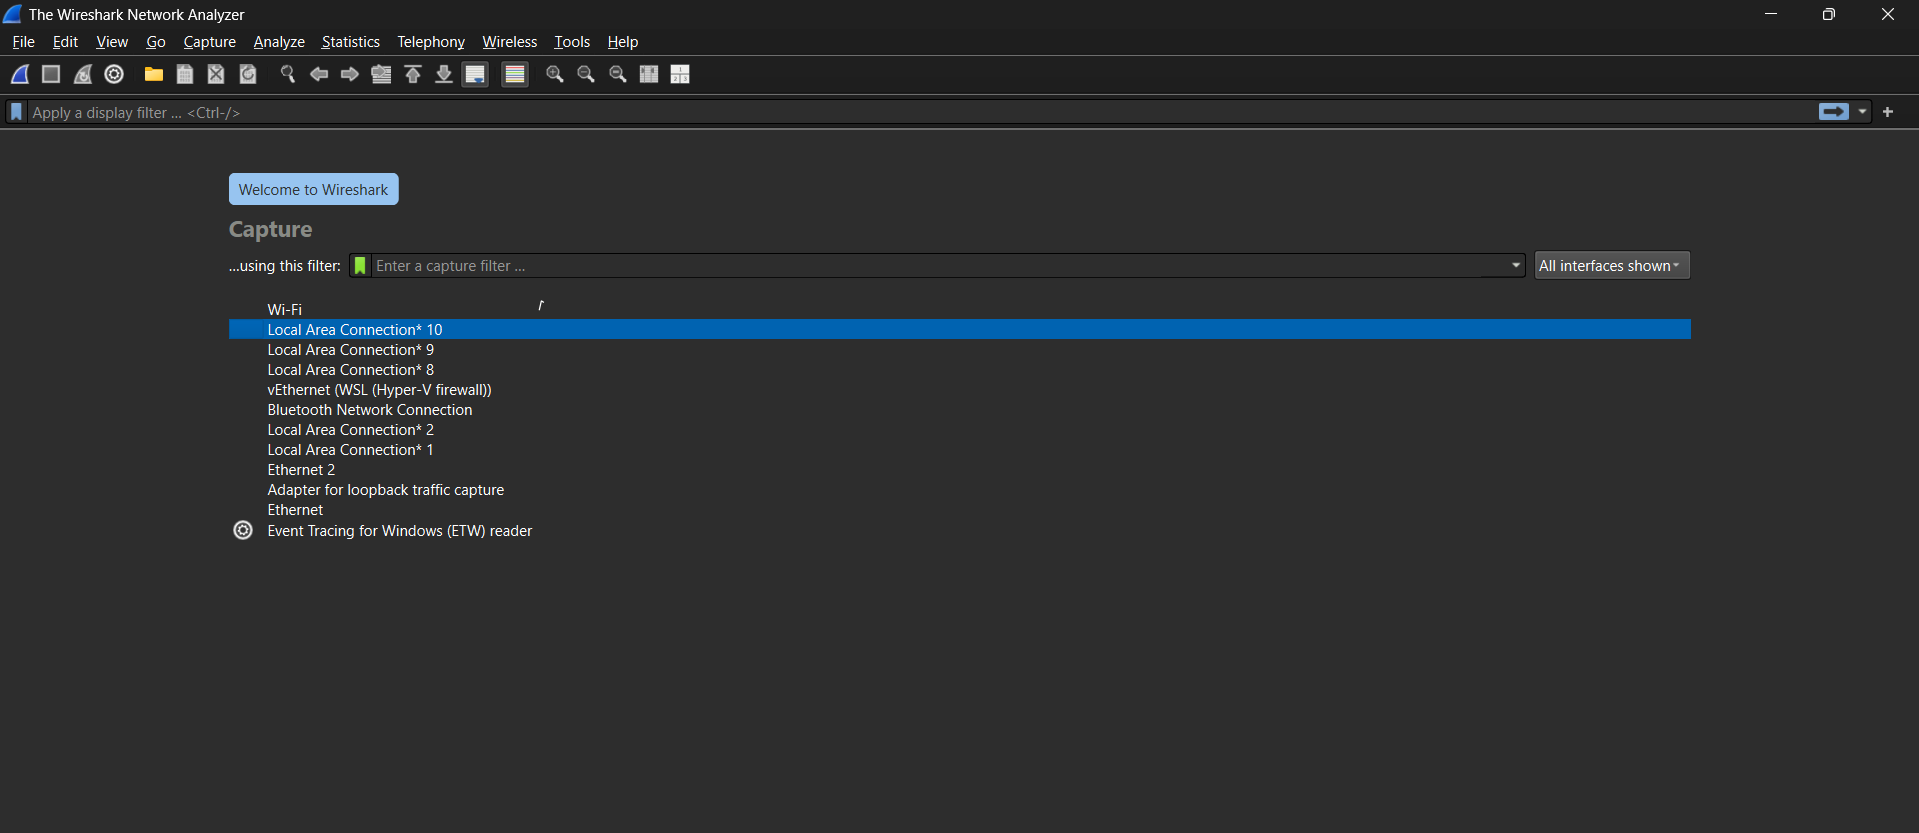 The Wireshark Network Analyzer
File Edit View Go Capture Analyze Statistics Telephony Wireless Tools Help
Apply a display filter ... <Ctrl-/>
Welcome to Wireshark
Capture
...using this filter: Enter a capture filter ... All interfaces shown
Wi-Fi
Local Area Connection* 10
Local Area Connection* 9
Local Area Connection* 8
vEthernet (WSL (Hyper-V firewall))
Bluetooth Network Connection
Local Area Connection* 2
Local Area Connection* 1
Ethernet 2
Adapter for loopback traffic capture
Ethernet
Event Tracing for Windows (ETW) reader